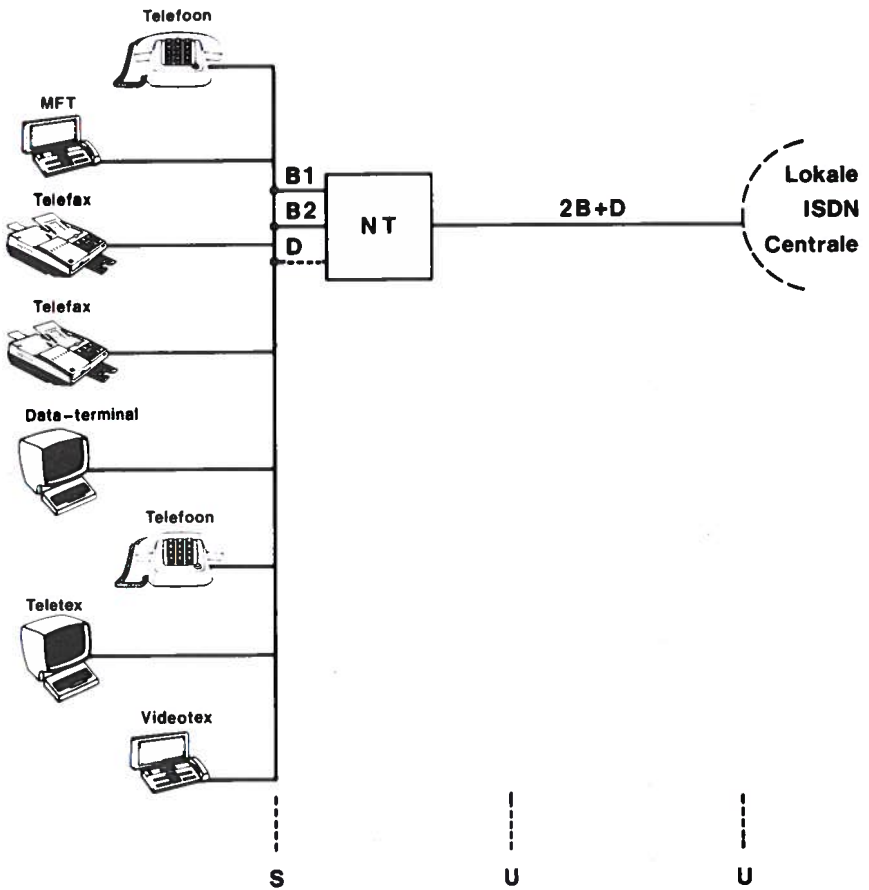 Telefoon
MFT
Telefax
Telefax
Data-terminal
Telefoon
Teletex
Videotex
B1
B2
D
NT
2B+D
Lokale
ISDN
Centrale
S
U
U